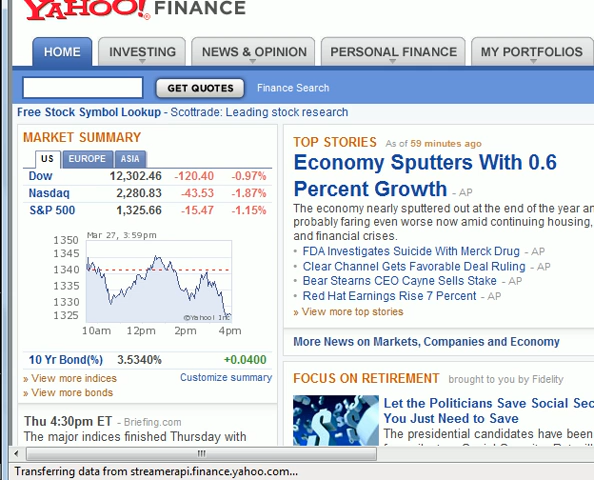 YAHOO! FINANCE
HOME INVESTING NEWS & OPINION PERSONAL FINANCE MY PORTFOLIOS
GET QUOTES Finance Search
Free Stock Symbol Lookup - Scottrade: Leading stock research
MARKET SUMMARY
US EUROPE ASIA
Dow 12,302.46 -120.40 -0.97%
Nasdaq 2,280.83 -43.53 -1.87%
S&P 500 1,325.66 -15.47 -1.15%
Mar 27, 3:59pm
1350
1345
1340
1335
1330
1325
©Yahoo! Inc
10am 12pm 2pm 4pm
10 Yr Bond(%) 3.5340% +0.0400
» View more indices Customize summary
» View more bonds
Thu 4:30pm ET - Briefing.com
The major indices finished Thursday with
TOP STORIES As of 59 minutes ago
Economy Sputters With 0.6
Percent Growth - AP
The economy nearly sputtered out at the end of the year an
probably faring even worse now amid continuing housing,
and financial crises.
• FDA Investigates Suicide With Merck Drug - AP
• Clear Channel Gets Favorable Deal Ruling - AP
• Bear Stearns CEO Cayne Sells Stake - AP
• Red Hat Earnings Rise 7 Percent - AP
» View more top stories
More News on Markets, Companies and Economy
FOCUS ON RETIREMENT brought to you by Fidelity
Let the Politicians Save Social Sec
You Just Need to Save
The presidential candidates have been
Transferring data from streamerapi.finance.yahoo.com...